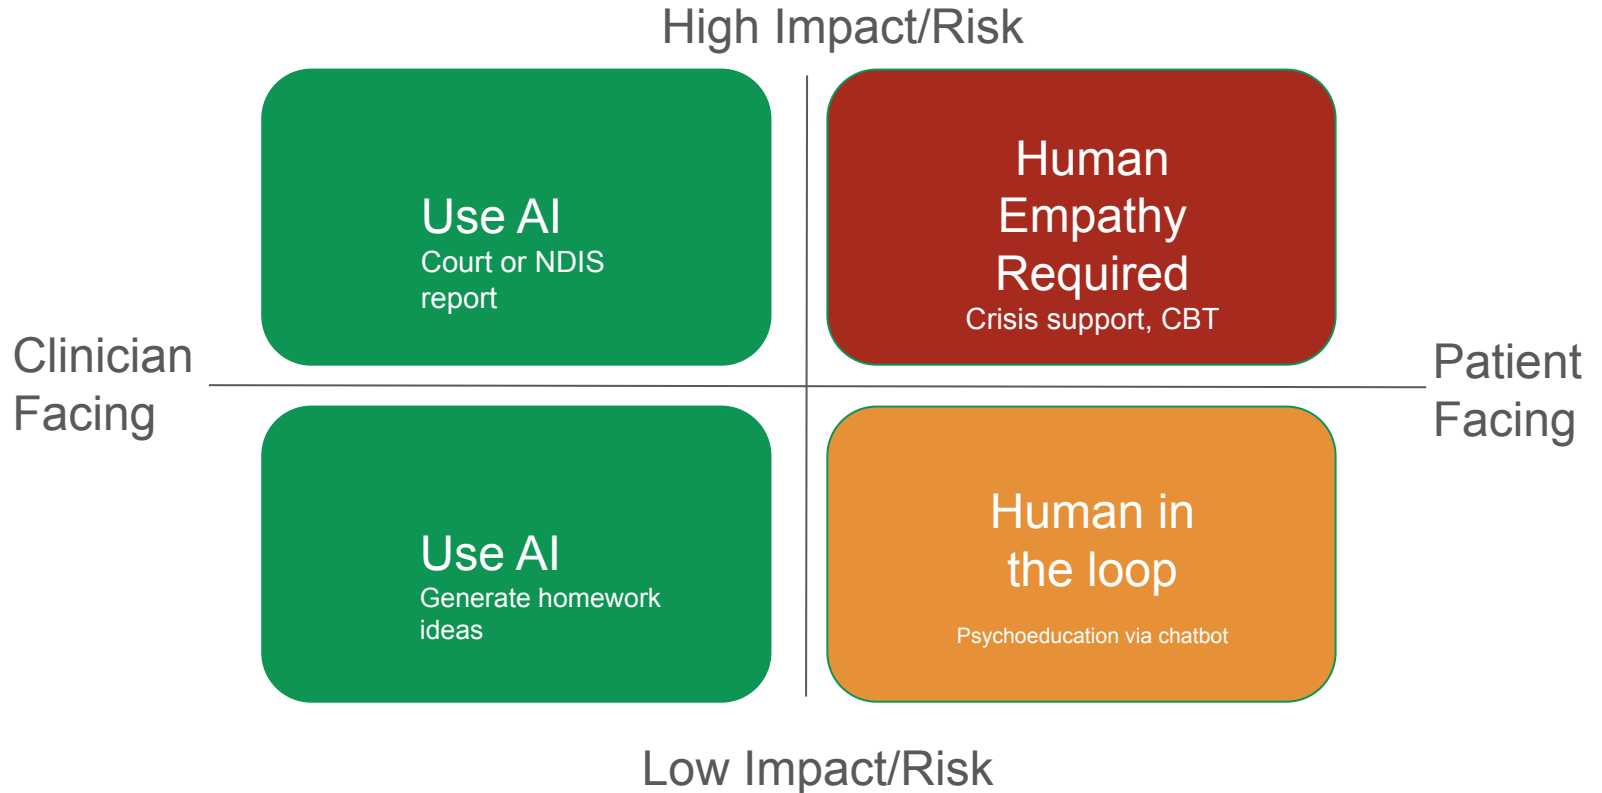 High Impact/Risk
Use AI
Court or NDIS
report
Human
Empathy
Required
Crisis support, CBT
Clinician
Facing
Patient
Facing
Use AI
Generate homework
ideas
Human in
the loop
Psychoeducation via chatbot
Low Impact/Risk